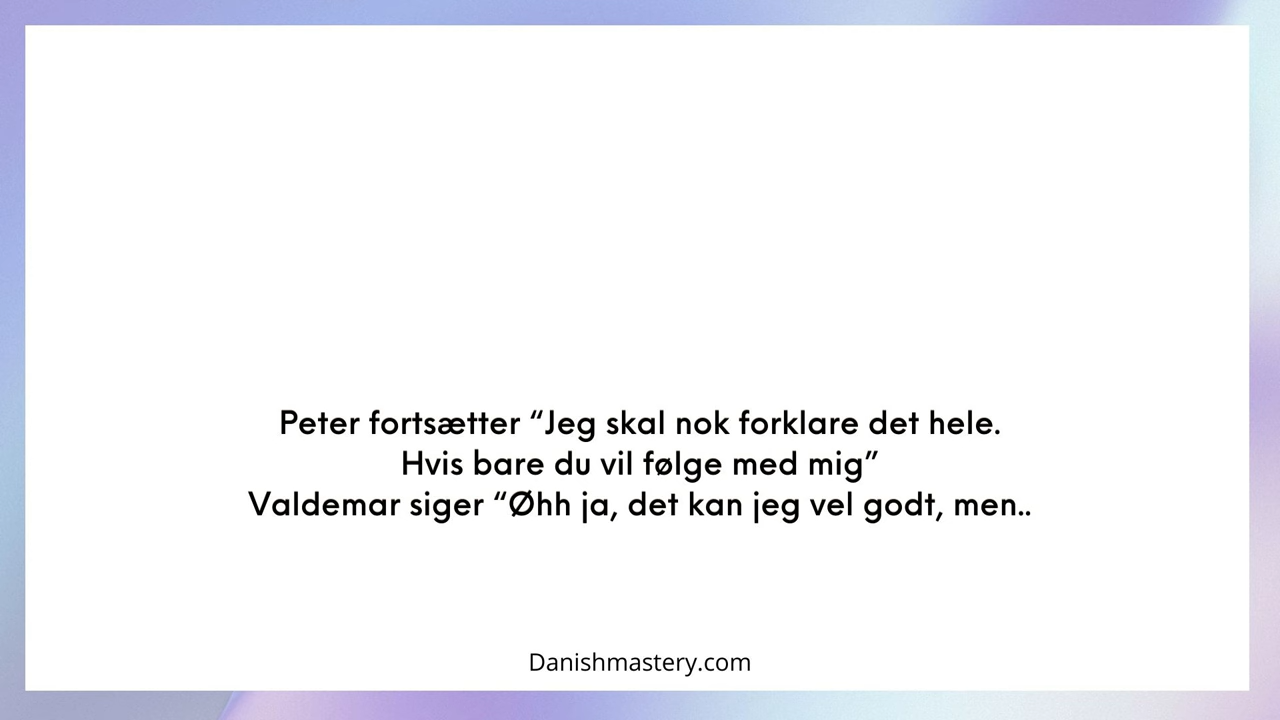 Peter fortsætter “Jeg skal nok forklare det hele.
Hvis bare du vil følge med mig”
Valdemar siger “Øhh ja, det kan jeg vel godt, men..
Danishmastery.com